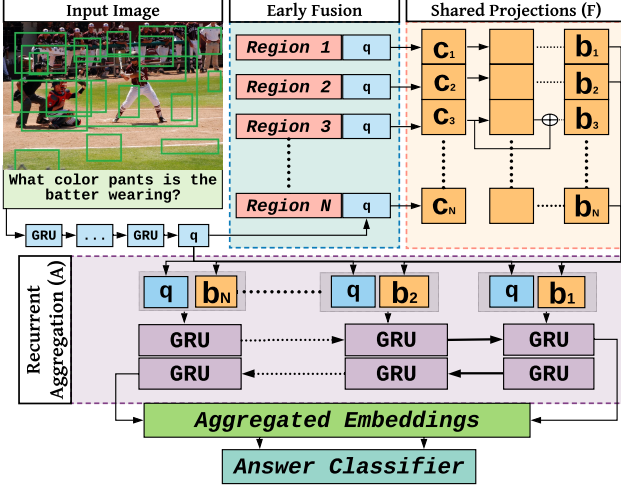 Input Image
Early Fusion
Shared Projections (F)
What color pants is the
batter wearing?
Region 1 q
Region 2 q
Region 3 q
Region N q
c1 b1
c2 b2
c3 b3
cN bN
GRU ... GRU q
Recurrent
Aggregation (A)
q bN q b2 q b1
GRU GRU GRU
GRU GRU GRU
Aggregated Embeddings
Answer Classifier